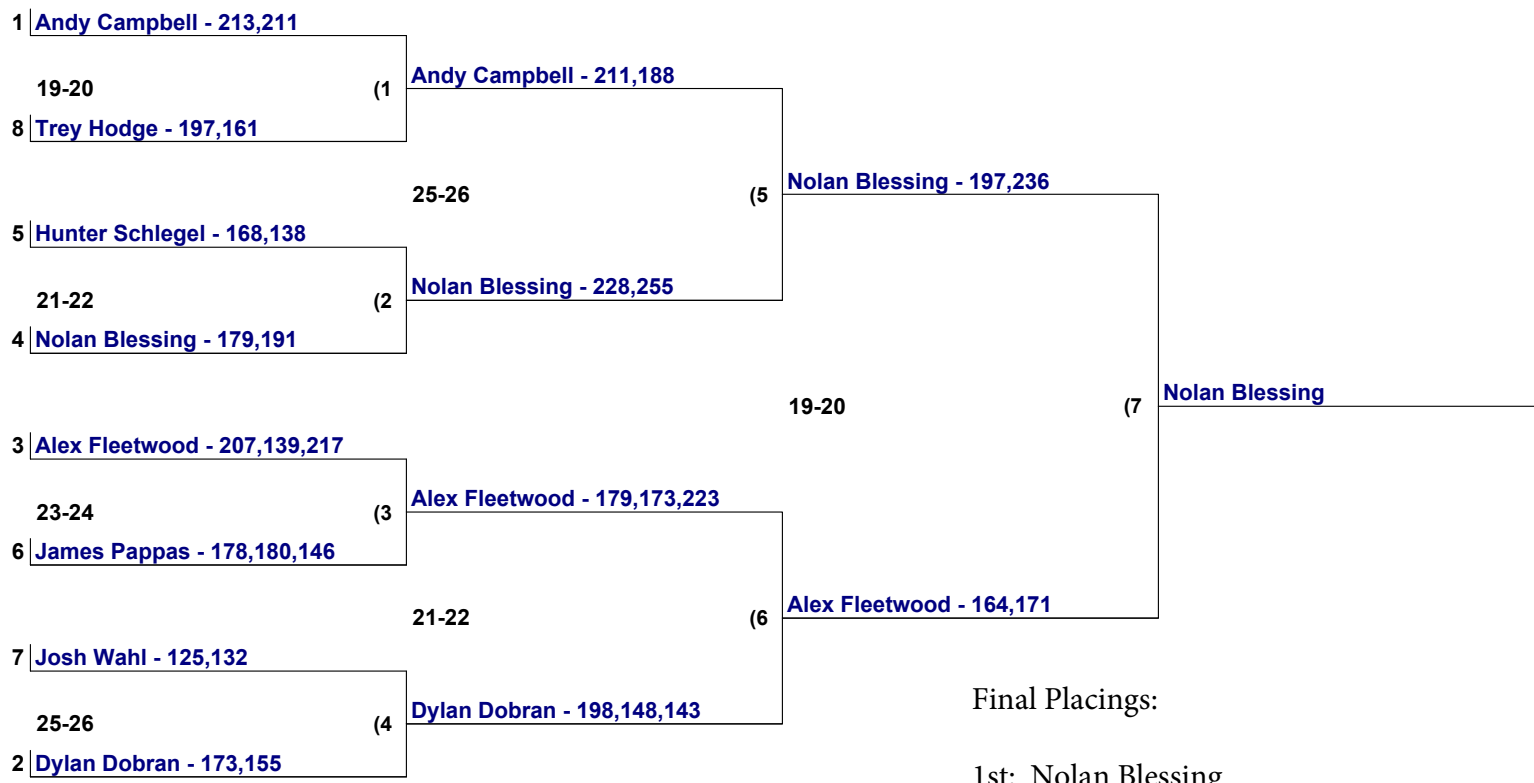 1 Andy Campbell - 213,211
Andy Campbell - 211,188
19-20 (1
8 Trey Hodge - 197,161
Nolan Blessing - 197,236
25-26 (5
5 Hunter Schlegel - 168,138
Nolan Blessing - 228,255
21-22 (2
4 Nolan Blessing - 179,191
Nolan Blessing
19-20 (7
3 Alex Fleetwood - 207,139,217
Alex Fleetwood - 179,173,223
23-24 (3
6 James Pappas - 178,180,146
Alex Fleetwood - 164,171
21-22 (6
7 Josh Wahl - 125,132
Final Placings:
Dylan Dobran - 198,148,143
25-26 (4
2 Dylan Dobran - 173,155
1st: Nolan Blessing